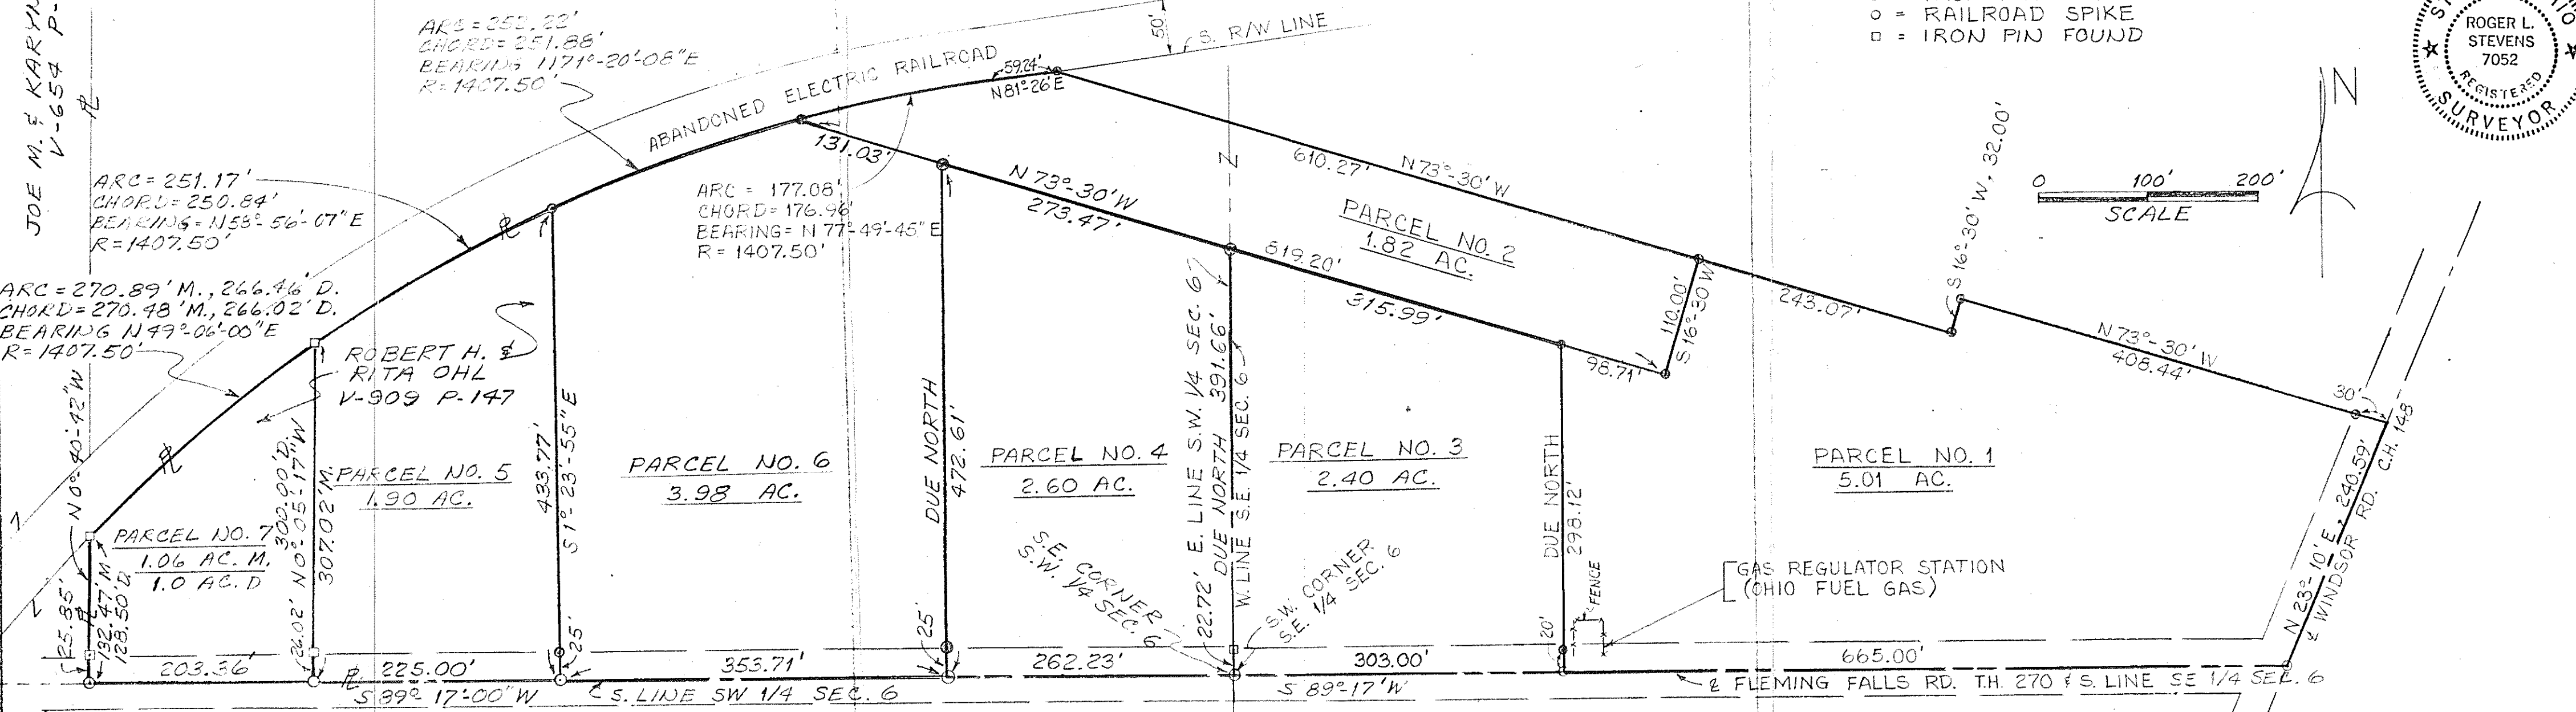 JOE M. & KARYN
V-654 P-
ARC = 252.22'
CHORD = 251.88'
BEARING N71°-20'-08"E
R = 1407.50'
50'
S. R/W LINE
ABANDONED ELECTRIC RAILROAD
59.24'
N81°-26'E
o = RAILROAD SPIKE
□ = IRON PIN FOUND
ROGER L.
STEVENS
7052
REGISTERED
SURVEYOR
N
0 100' 200'
SCALE
ARC = 251.17'
CHORD = 250.84'
BEARING = N58°-56'-07"E
R = 1407.50'
131.03'
ARC = 177.08'
CHORD = 176.96'
BEARING = N 77°-49'-45" E
R = 1407.50'
N 73°-30' W
273.47'
Z
610.27' N73°-30' W
PARCEL NO. 2
1.82 AC.
819.20'
315.99'
110.00'
S 16°-30' W
98.71'
243.07'
S 16°-30' W, 32.00'
N73°-30' W
408.44'
30'
ARC = 270.89' M., 266.46' D.
CHORD = 270.48' M., 266.02' D.
BEARING N49°-06'-00"E
R = 1407.50'
ROBERT H. &
RITA OHL
V-909 P-147
N0°-40'-42"W
PARCEL NO. 7
1.06 AC. M.
1.0 AC. D
25.85'
132.47' M
128.50' D
300.00' D.
26.02' N0°-05'-17"W
307.02' M.
PARCEL NO. 5
1.90 AC.
433.77'
S 1°-23'-55" E
25'
PARCEL NO. 6
3.98 AC.
DUE NORTH
472.61'
25'
PARCEL NO. 4
2.60 AC.
S.E. CORNER
S.W. 1/4 SEC. 6
22.72' E. LINE S.W. 1/4 SEC. 6
DUE NORTH 391.66'
W. LINE S.E. 1/4 SEC. 6
S.W. CORNER
S.E. 1/4 SEC. 6
PARCEL NO. 3
2.40 AC.
DUE NORTH
298.12'
20'
FENCE
PARCEL NO. 1
5.01 AC.
GAS REGULATOR STATION
(OHIO FUEL GAS)
N 23°-10' E, 240.59'
℄ WINDSOR RD. C.H. 148
203.36' 225.00' 353.71' 262.23' 303.00' 665.00'
S 89° 17'-00" W ℄ S. LINE SW 1/4 SEC. 6 S 89°-17' W ℄ FLEMING FALLS RD. T.H. 270 & S. LINE SE 1/4 SEC. 6